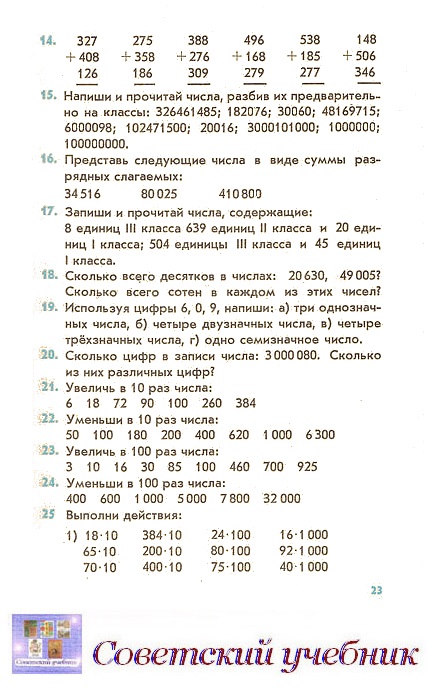 14. 327 275 388 496 538 148
+ 408 + 358 + 276 + 168 + 185 + 506
126 186 309 279 277 346
15. Напиши и прочитай числа, разбив их предваритель-
но на классы: 326461485; 182076; 30060; 48169715;
6000098; 102471500; 20016; 3000101000; 1000000;
100000000.
16. Представь следующие числа в виде суммы раз-
рядных слагаемых:
34 516 80 025 410 800
17. Запиши и прочитай числа, содержащие:
8 единиц III класса 639 единиц II класса и 20 еди-
ниц I класса; 504 единицы III класса и 45 единиц
I класса.
18. Сколько всего десятков в числах: 20 630, 49 005?
Сколько всего сотен в каждом из этих чисел?
19. Используя цифры 6, 0, 9, напиши: а) три однознач-
ных числа, б) четыре двузначных числа, в) четыре
трёхзначных числа, г) одно семизначное число.
20. Сколько цифр в записи числа: 3 000 080. Сколько
из них различных цифр?
21. Увеличь в 10 раз числа:
6 18 72 90 100 260 384
22. Уменьши в 10 раз числа:
50 100 180 200 400 620 1 000 6 300
23. Увеличь в 100 раз числа:
3 10 16 30 85 100 460 700 925
24. Уменьши в 100 раз числа:
400 600 1 000 5 000 7 800 32 000
25 Выполни действия:
1) 18·10 384·10 24·100 16·1 000
65·10 200·10 80·100 92·1 000
70·10 400·10 75·100 40·1 000
23
Советский учебник
Советский учебник